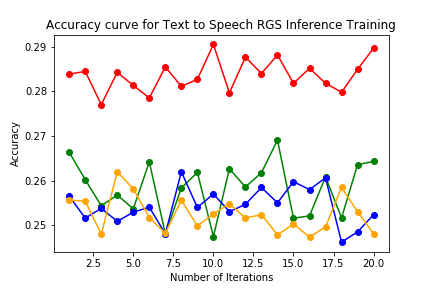 Accuracy curve for Text to Speech RGS Inference Training
0.29
0.28
0.27
0.26
0.25
Accuracy
2.5 5.0 7.5 10.0 12.5 15.0 17.5 20.0
Number of Iterations